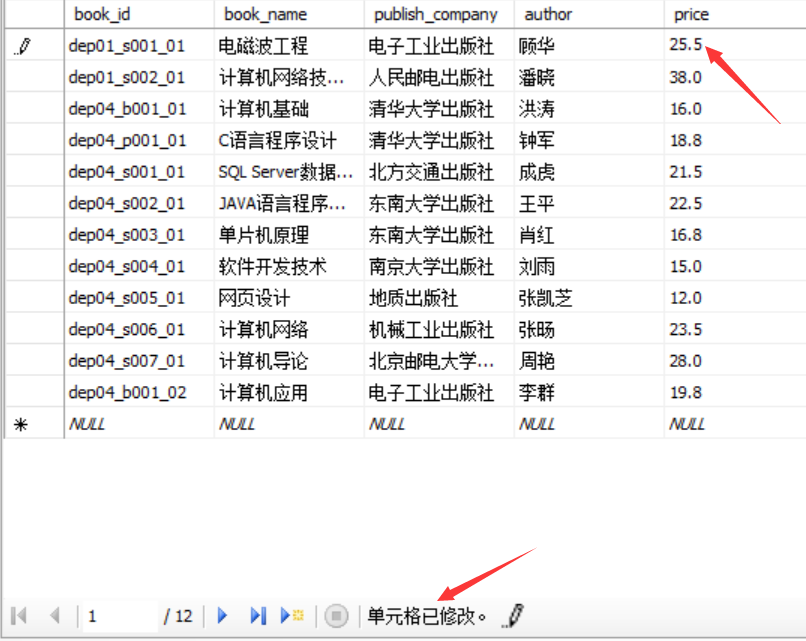 book_id book_name publish_company author price
dep01_s001_01 电磁波工程 电子工业出版社 顾华 25.5
dep01_s002_01 计算机网络技... 人民邮电出版社 潘晓 38.0
dep04_b001_01 计算机基础 清华大学出版社 洪涛 16.0
dep04_p001_01 C语言程序设计 清华大学出版社 钟军 18.8
dep04_s001_01 SQL Server数据... 北方交通出版社 成虎 21.5
dep04_s002_01 JAVA语言程序... 东南大学出版社 王平 22.5
dep04_s003_01 单片机原理 东南大学出版社 肖红 16.8
dep04_s004_01 软件开发技术 南京大学出版社 刘雨 15.0
dep04_s005_01 网页设计 地质出版社 张凯芝 12.0
dep04_s006_01 计算机网络 机械工业出版社 张旸 23.5
dep04_s007_01 计算机导论 北京邮电大学... 周艳 28.0
dep04_b001_02 计算机应用 电子工业出版社 李群 19.8
NULL NULL NULL NULL NULL
1 / 12 单元格已修改。